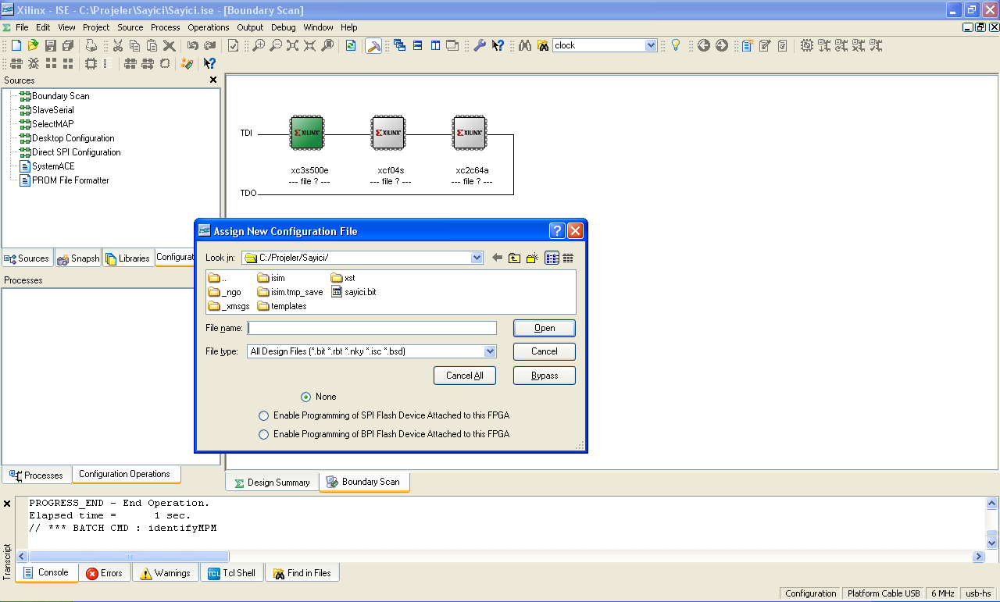 Xilinx - ISE - C:\Projeler\Sayici\Sayici.ise - [Boundary Scan]
File Edit View Project Source Process Operations Output Debug Window Help
clock
Sources
Boundary Scan
SlaveSerial
SelectMAP
Desktop Configuration
Direct SPI Configuration
SystemACE
PROM File Formatter
Sources Snapsh Libraries Configurat
Processes
Processes Configuration Operations
TDI
XILINX XILINX XILINX
xc3s500e xcf04s xc2c64a
--- file ? --- --- file ? --- --- file ? ---
TDO
ISE Assign New Configuration File
Look in: C:/Projeler/Sayici/
.. isim xst
_ngo isim.tmp_save sayici.bit
_xmsgs templates
File name: Open
File type: All Design Files (*.bit *.rbt *.nky *.isc *.bsd) Cancel
Cancel All Bypass
None
Enable Programming of SPI Flash Device Attached to this FPGA
Enable Programming of BPI Flash Device Attached to this FPGA
Design Summary Boundary Scan
PROGRESS_END - End Operation.
Elapsed time = 1 sec.
// *** BATCH CMD : identifyMPM
Transcript
Console Errors Warnings TCL Tcl Shell Find in Files
Configuration Platform Cable USB 6 MHz usb-hs